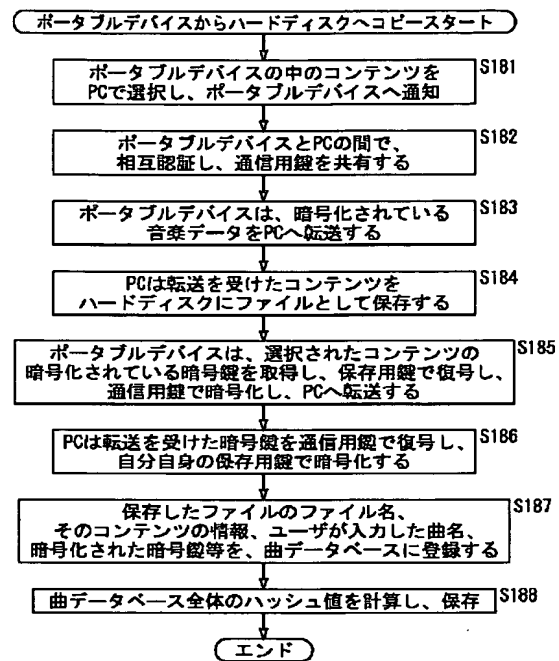 ポータブルデバイスからハードディスクへコピースタート
S181
ポータブルデバイスの中のコンテンツを
PCで選択し、ポータブルデバイスへ通知
S182
ポータブルデバイスとPCの間で、
相互認証し、通信用鍵を共有する
S183
ポータブルデバイスは、暗号化されている
音楽データをPCへ転送する
S184
PCは転送を受けたコンテンツを
ハードディスクにファイルとして保存する
S185
ポータブルデバイスは、選択されたコンテンツの
暗号化されている暗号鍵を取得し、保存用鍵で復号し、
通信用鍵で暗号化し、PCへ転送する
S186
PCは転送を受けた暗号鍵を通信用鍵で復号し、
自分自身の保存用鍵で暗号化する
S187
保存したファイルのファイル名、
そのコンテンツの情報、ユーザが入力した曲名、
暗号化された暗号鍵等を、曲データベースに登録する
S188
曲データベース全体のハッシュ値を計算し、保存
エンド